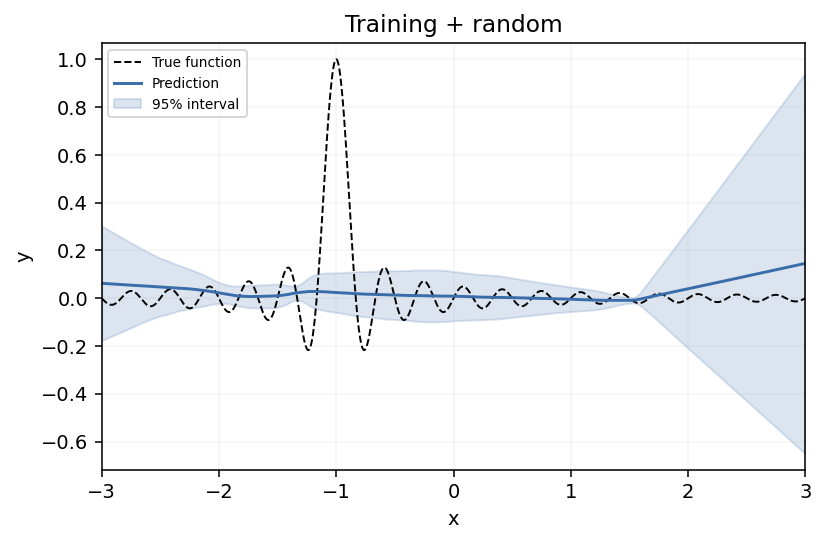 Training + random
True function
Prediction
95% interval
1.0
0.8
0.6
0.4
0.2
0.0
−0.2
−0.4
−0.6
y
−3 −2 −1 0 1 2 3
x